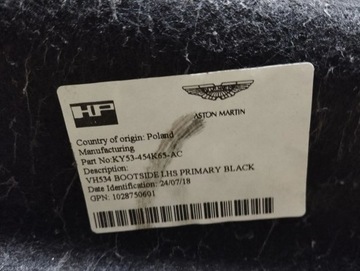 HP
ASTON MARTIN
Country of origin: Poland
Manufacturing
Part No:KY53-454K65-AC
Description:
VH534 BOOTSIDE LHS PRIMARY BLACK
Date Identification: 24/07/18
GPN: 1028750601